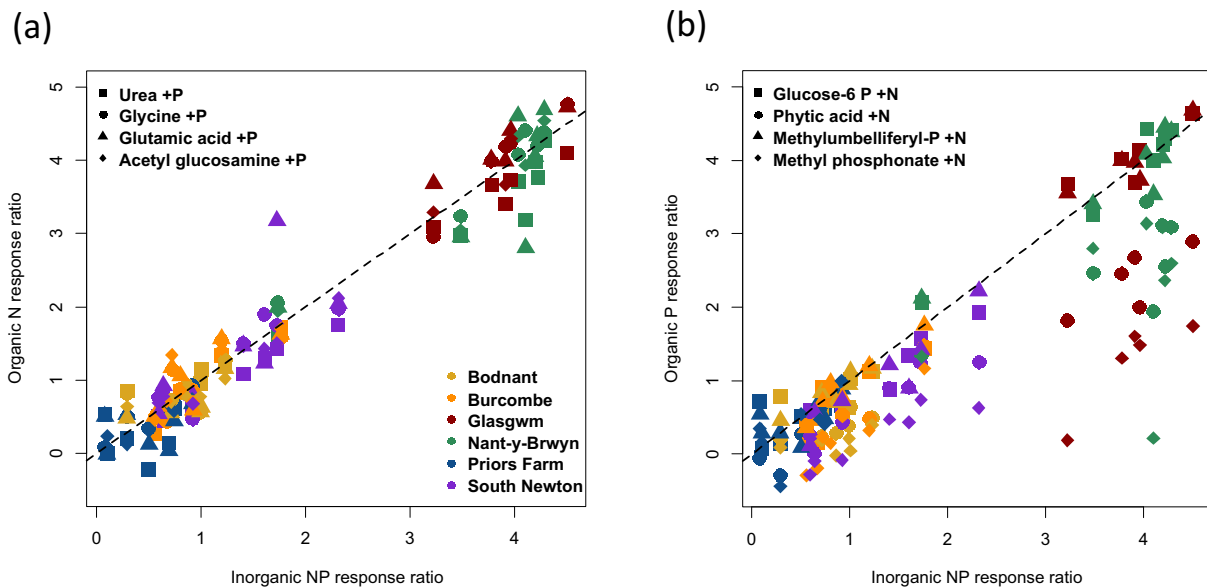 (a)
(b)
Organic N response ratio
5
4
3
2
1
0
Urea +P
Glycine +P
Glutamic acid +P
Acetyl glucosamine +P
Bodnant
Burcombe
Glasgwm
Nant-y-Brwyn
Priors Farm
South Newton
0 1 2 3 4
Inorganic NP response ratio
Organic P response ratio
5
4
3
2
1
0
Glucose-6 P +N
Phytic acid +N
Methylumbelliferyl-P +N
Methyl phosphonate +N
0 1 2 3 4
Inorganic NP response ratio